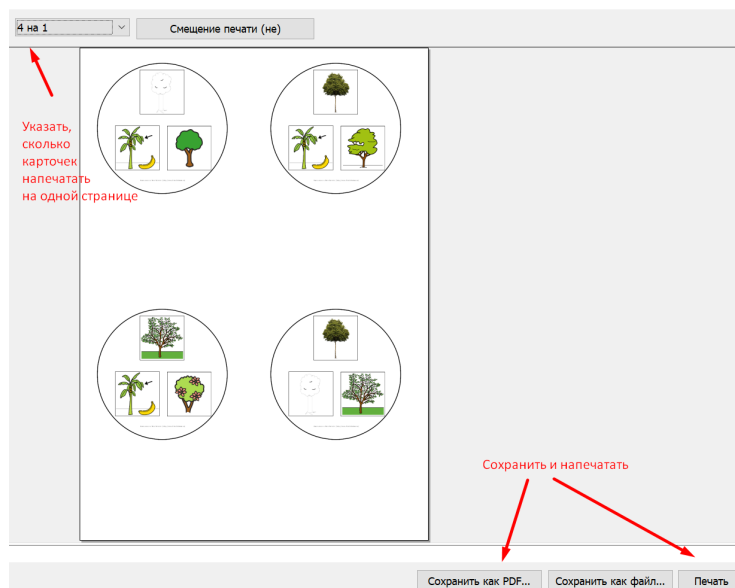 4 на 1
Смещение печати (не)
Указать,
сколько
карточек
напечатать
на одной странице
Сохранить и напечатать
Сохранить как PDF...
Сохранить как файл...
Печать